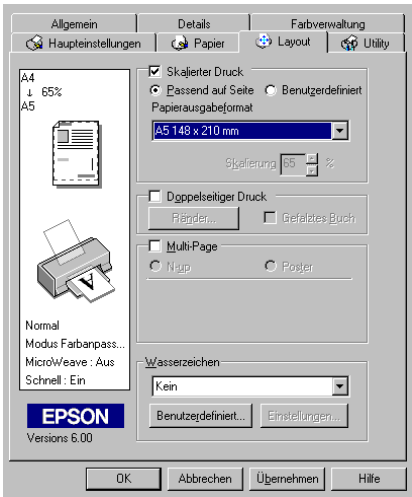 Allgemein Details Farbverwaltung
Haupteinstellungen Papier Layout Utility
A4
↓ 65%
A5
Normal
Modus Farbanpass...
MicroWeave : Aus
Schnell : Ein
EPSON
Versions 6.00
Skalierter Druck
Passend auf Seite Benutzerdefiniert
Papierausgabeformat
A5 148 x 210 mm
Skalierung 65 %
Doppelseitiger Druck
Ränder... Gefalztes Buch
Multi-Page
N-up Poster
Wasserzeichen
Kein
Benutzerdefiniert... Einstellungen...
OK Abbrechen Übernehmen Hilfe